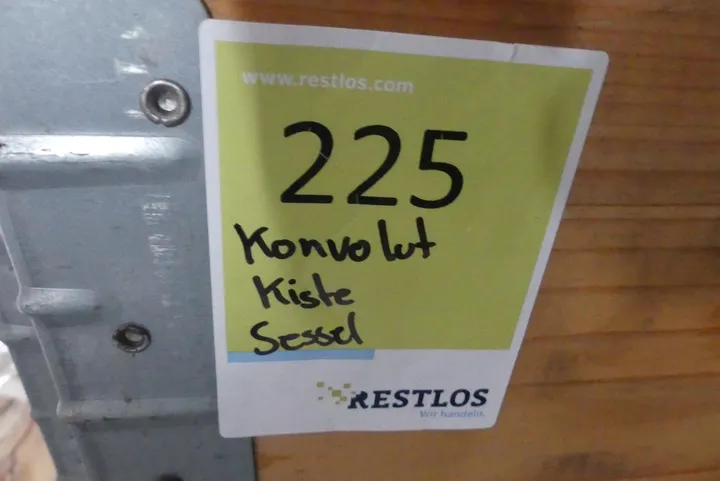 www.restlos.com
225
Konvolut
Kiste
Sessel
RESTLOS
Wir handeln.